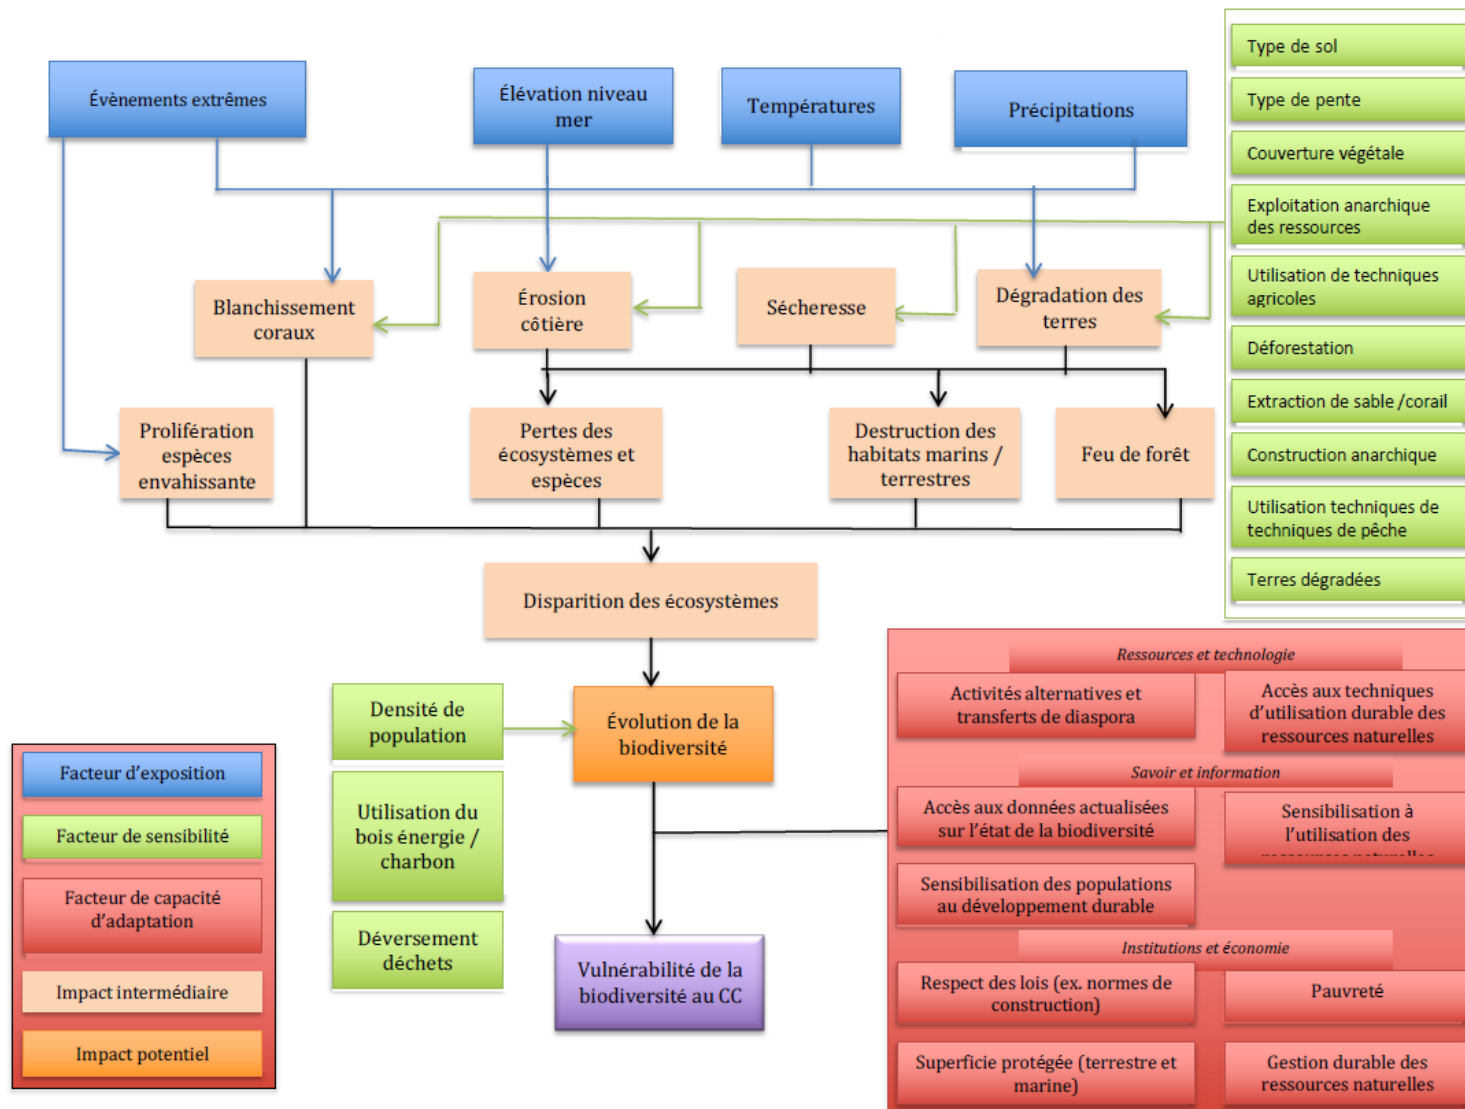 Évènements extrêmes
Élévation niveau
mer
Températures
Précipitations
Type de sol
Type de pente
Couverture végétale
Exploitation anarchique
des ressources
Utilisation de techniques
agricoles
Déforestation
Extraction de sable /corail
Construction anarchique
Utilisation techniques de
techniques de pêche
Terres dégradées
Blanchissement
coraux
Érosion
côtière
Sécheresse
Dégradation des
terres
Prolifération
espèces
envahissante
Pertes des
écosystèmes et
espèces
Destruction des
habitats marins /
terrestres
Feu de forêt
Disparition des écosystèmes
Densité de
population
Évolution de la
biodiversité
Utilisation du
bois énergie /
charbon
Déversement
déchets
Vulnérabilité de la
biodiversité au CC
Facteur d'exposition
Facteur de sensibilité
Facteur de capacité
d'adaptation
Impact intermédiaire
Impact potentiel
Ressources et technologie
Activités alternatives et
transferts de diaspora
Accès aux techniques
d'utilisation durable des
ressources naturelles
Savoir et information
Accès aux données actualisées
sur l'état de la biodiversité
Sensibilisation à
l'utilisation des
ressources naturelles
Sensibilisation des populations
au développement durable
Institutions et économie
Respect des lois (ex. normes de
construction)
Pauvreté
Superficie protégée (terrestre et
marine)
Gestion durable des
ressources naturelles